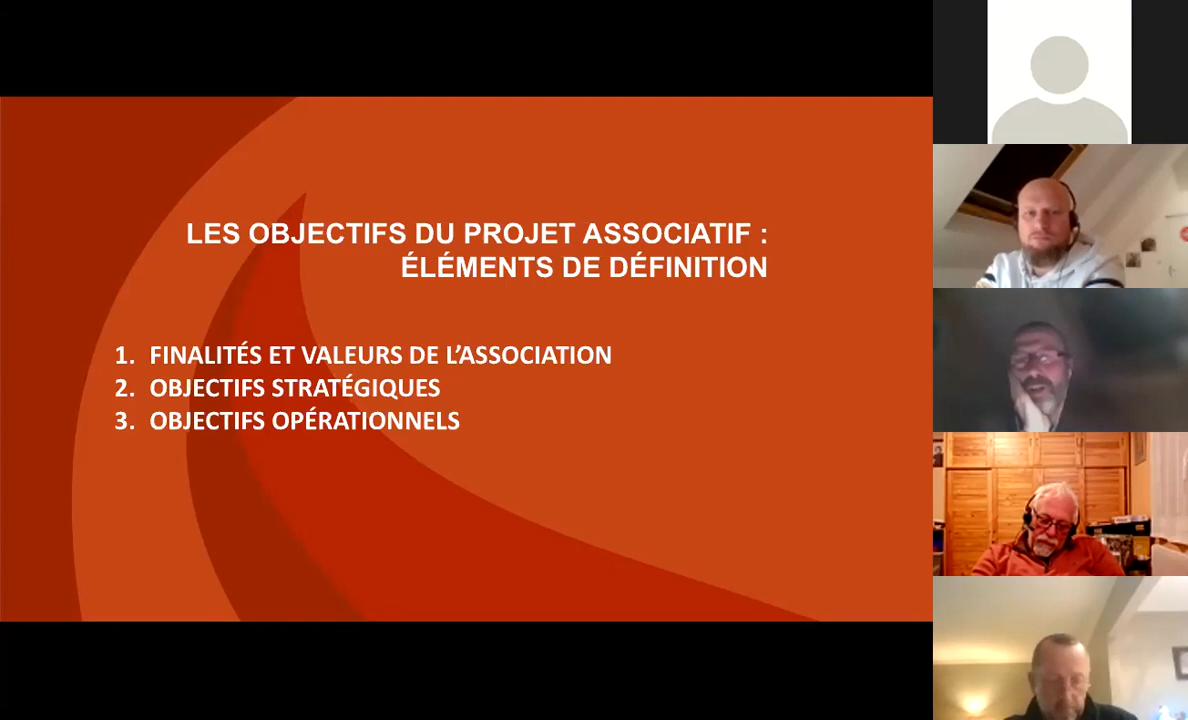 LES OBJECTIFS DU PROJET ASSOCIATIF :
ÉLÉMENTS DE DÉFINITION
1. FINALITÉS ET VALEURS DE L’ASSOCIATION
2. OBJECTIFS STRATÉGIQUES
3. OBJECTIFS OPÉRATIONNELS